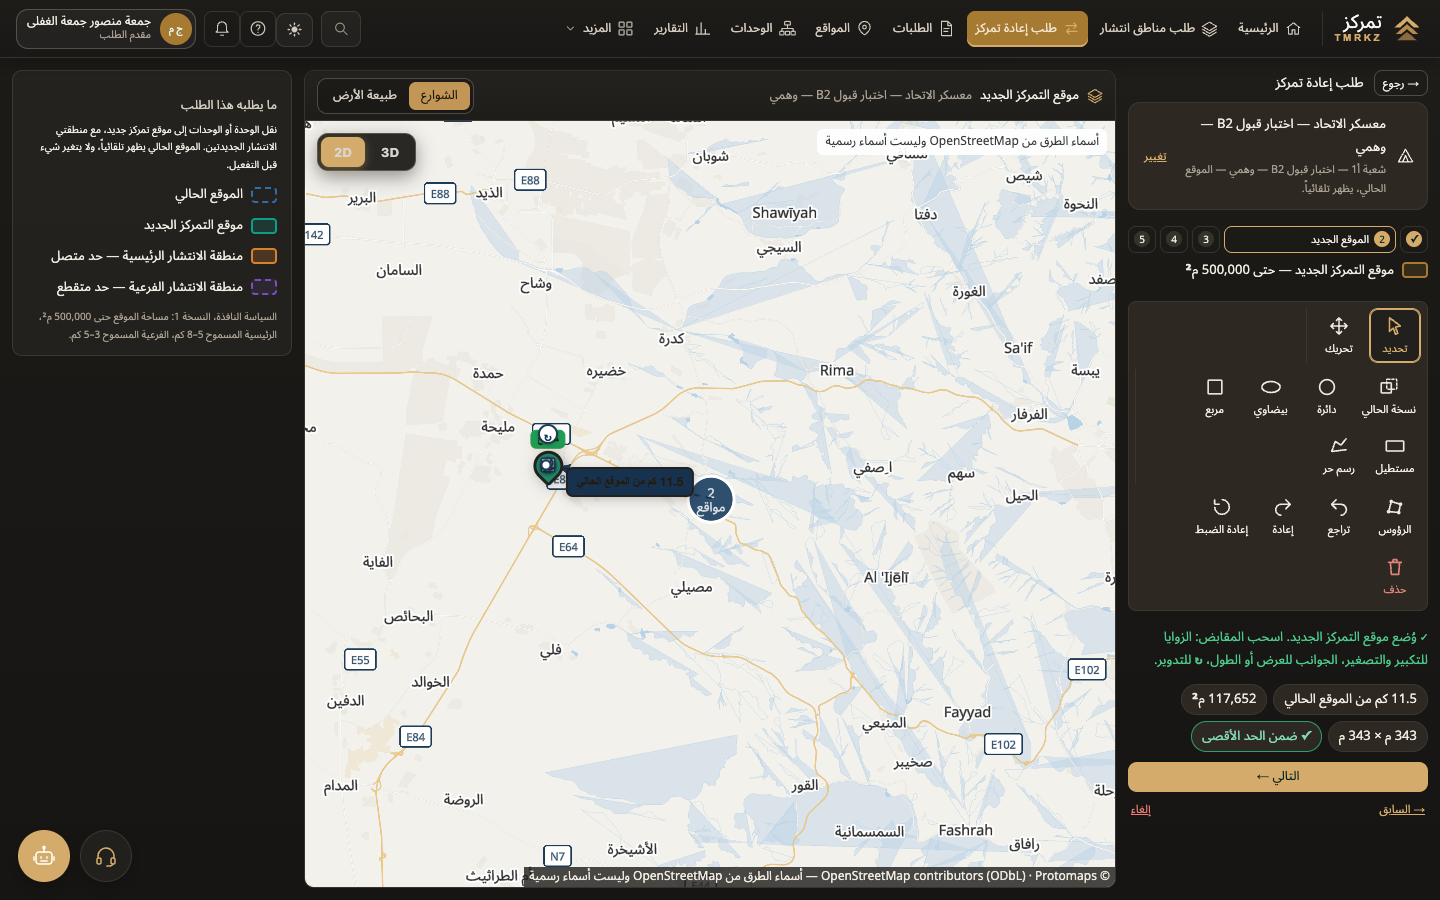 تمركز
TMRKZ
الرئيسية
طلب مناطق انتشار
طلب إعادة تمركز
الطلبات
المواقع
الوحدات
التقارير
المزيد
جمعة منصور جمعة الغفلي
مقدم الطلب
ج م
→ رجوع
طلب إعادة تمركز
معسكر الاتحاد — اختبار قبول B2 —
وهمي
شعبة أ1 — اختبار قبول B2 — وهمي — الموقع
الحالي، يظهر تلقائياً.
تغيير
✓
2 الموقع الجديد
3
4
5
موقع التمركز الجديد — حتى 500,000 م²
تحديد
تحريك
نسخة الحالي
دائرة
بيضاوي
مربع
مستطيل
رسم حر
الرؤوس
تراجع
إعادة
إعادة الضبط
حذف
✓ وُضع موقع التمركز الجديد. اسحب المقابض: الزوايا
للتكبير والتصغير، الجوانب للعرض أو الطول، ↻ للتدوير.
11.5 كم من الموقع الحالي
117,652 م²
343 م × 343 م
✓ ضمن الحد الأقصى
التالي ←
→ السابق
إلغاء
موقع التمركز الجديد
معسكر الاتحاد — اختبار قبول B2 — وهمي
الشوارع
طبيعة الأرض
أسماء الطرق من OpenStreetMap وليست أسماء رسمية
2D
3D
شوبان
E88
E88
الذيد
البرير
142
شيص
النحوة
Shawīyah
دفتا
السيجي
السامان
وشاح
صفد
الغورة
كدرة
Sa'if
Rima
يبسة
خضيره
حمدة
الفرفار
مليحة
11.5 كم من الموقع الحالي
2
مواقع
سهم
الحيل
E64
الفاية
Al 'Ijēlī
مصيلي
البحائص
فلي
E55
E102
الخوالد
الدفين
Fayyad
المنيعي
E84
E102
صخيبر
المدام
القور
الروضة
السمسمانية
Fashrah
رافاق
الأشيخرة
N7
الطرائيث
© OpenStreetMap contributors (ODbL) · Protomaps — أسماء الطرق من OpenStreetMap وليست أسماء رسمية
ما يطلبه هذا الطلب
نقل الوحدة أو الوحدات إلى موقع تمركز جديد، مع منطقتي
الانتشار الجديدتين. الموقع الحالي يظهر تلقائياً، ولا يتغير شيء
قبل التفعيل.
الموقع الحالي
موقع التمركز الجديد
منطقة الانتشار الرئيسية — حد متصل
منطقة الانتشار الفرعية — حد متقطع
السياسة النافذة، النسخة 1: مساحة الموقع حتى 500,000 م²،
الرئيسية المسموح 5–8 كم، الفرعية المسموح 3–5 كم.